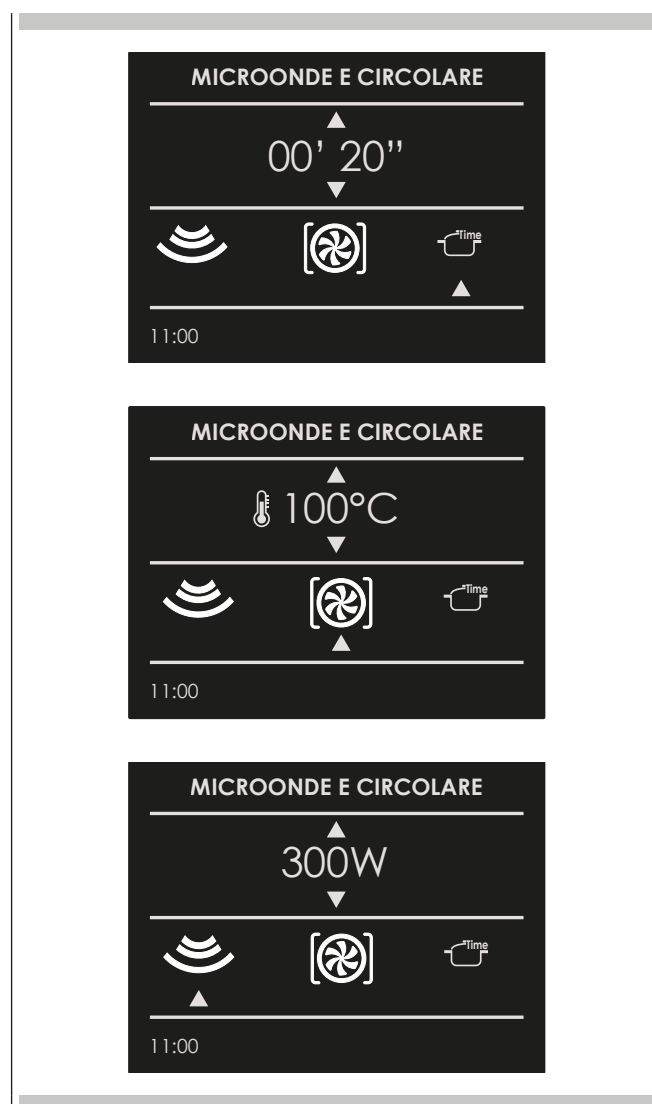 MICROONDE E CIRCOLARE
00’ 20”
Time
11:00
MICROONDE E CIRCOLARE
100°C
Time
11:00
MICROONDE E CIRCOLARE
300W
Time
11:00